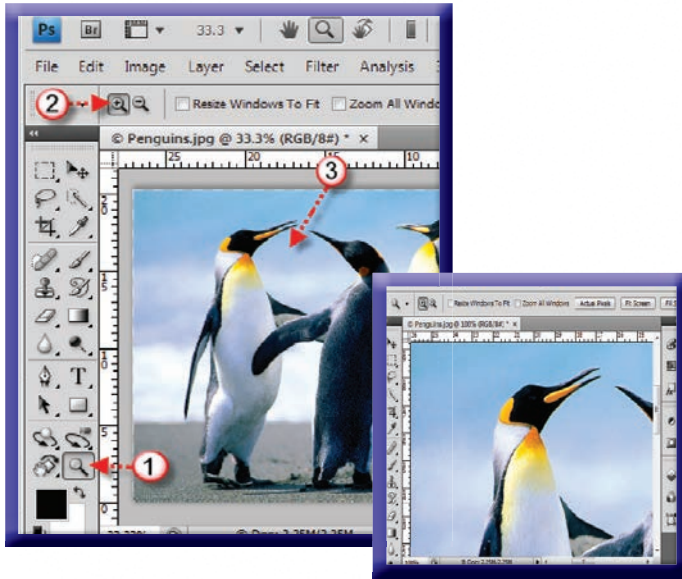 Ps Br 33.3
File Edit Image Layer Select Filter Analysis
2 Resize Windows To Fit Zoom All Windo
© Penguins.jpg @ 33.3% (RGB/8#) * ×
25 20 10
3
1
Resize Windows To Fit Zoom All Windows Actual Pixels Fit Screen
© Penguins.jpg @ 100% (RGB/8#) * ×